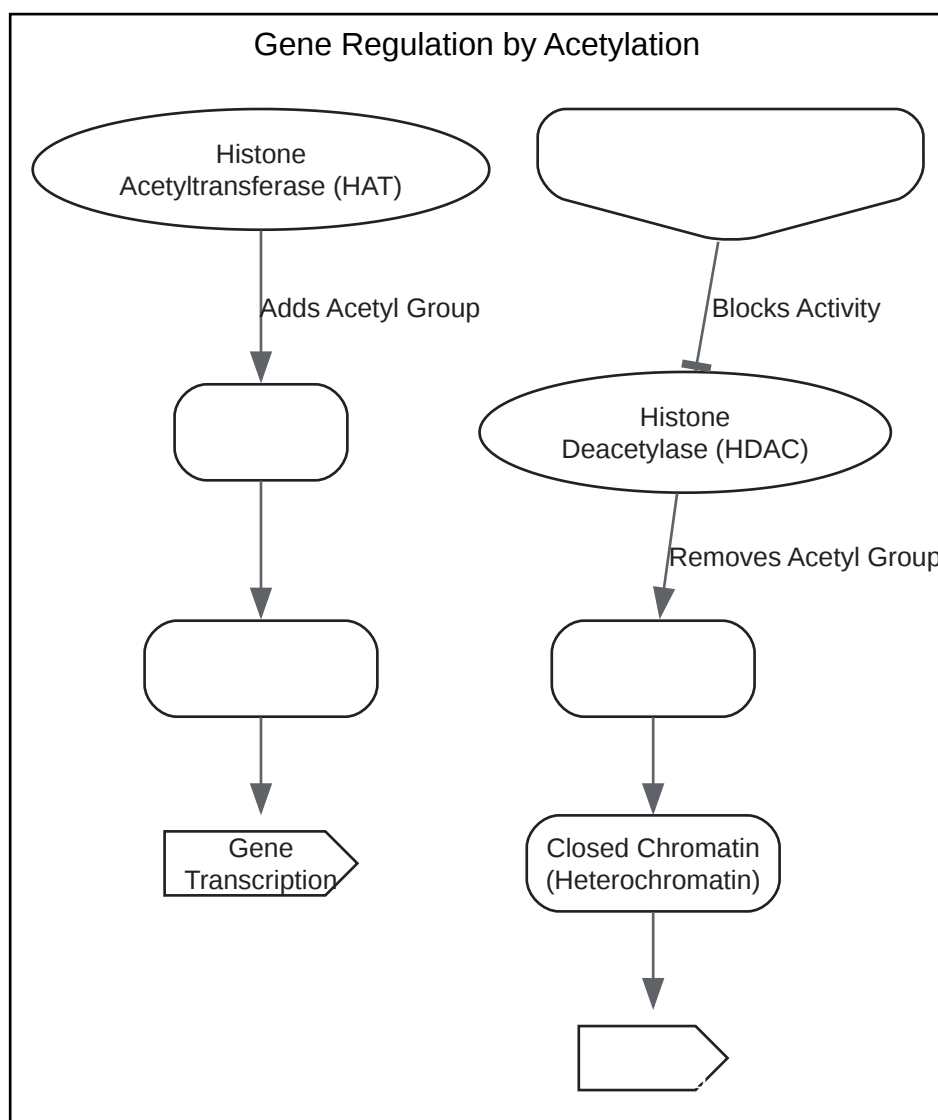 Gene Regulation by Acetylation
Histone
Acetyltransferase (HAT)
Adds Acetyl Group
Blocks Activity
Histone
Deacetylase (HDAC)
Removes Acetyl Group
Gene
Transcription
Closed Chromatin
(Heterochromatin)